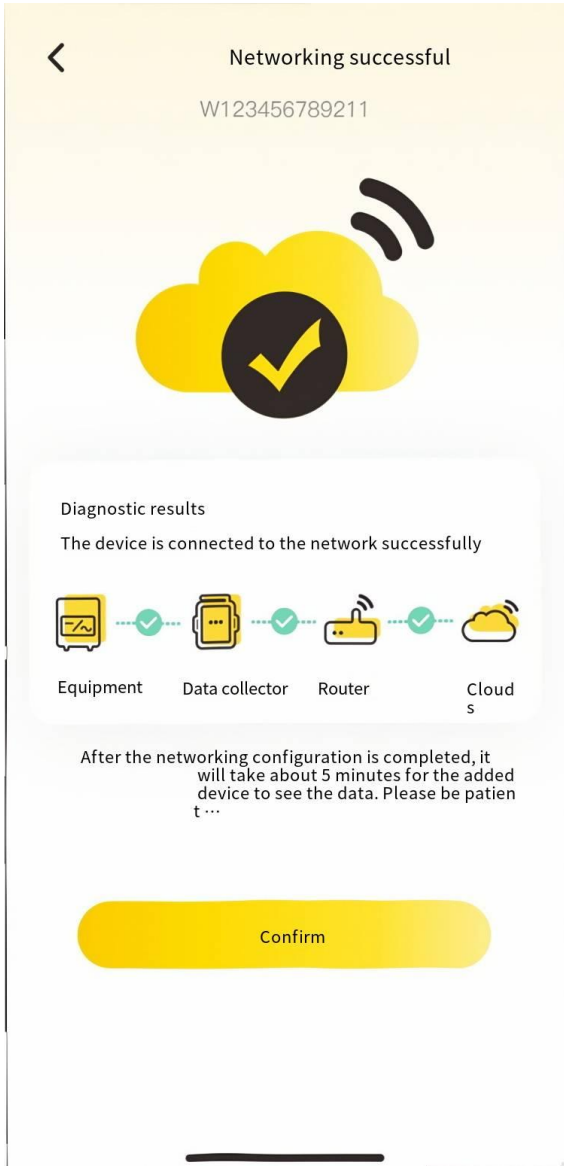 Networking successful
W123456789211
Diagnostic results
The device is connected to the network successfully
Equipment
Data collector
Router
Cloud
s
After the networking configuration is completed, it
will take about 5 minutes for the added
device to see the data. Please be patien
t ···
Confirm